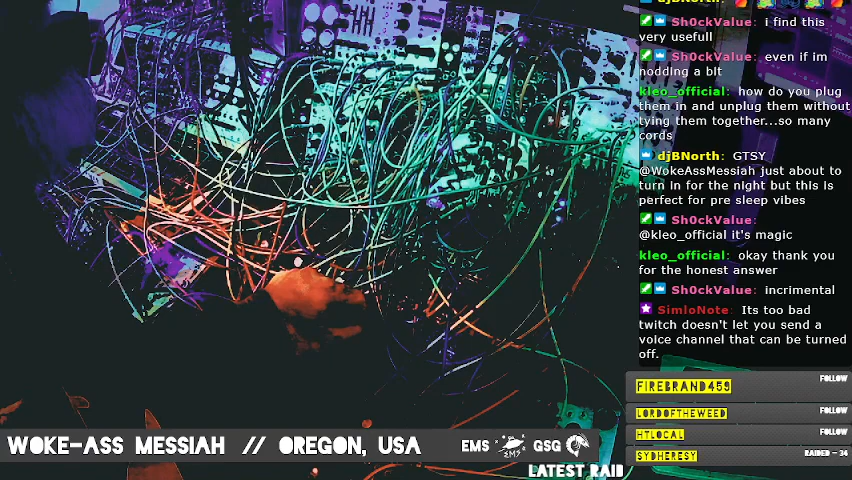 djBNorth:
Sh0ckValue: i find this
very usefull
Sh0ckValue: even if im
nodding a blt
kleo_official: how do you plug
them in and unplug them without
tying them together...so many
cords
djBNorth: GTSY
@WokeAssMessiah just about to
turn in for the night but this is
perfect for pre sleep vibes
Sh0ckValue:
@kleo_official it's magic
kleo_official: okay thank you
for the honest answer
Sh0ckValue: incrimental
SimloNote: Its too bad
twitch doesn't let you send a
voice channel that can be turned
off.
FIREBRAND459 FOLLOW
LORDOFTHEWEED FOLLOW
HTLOCAL FOLLOW
SYDHERESY RAIDED - 34
WOKE-ASS MESSIAH // OREGON, USA EMS EMS GSG
LATEST RAID